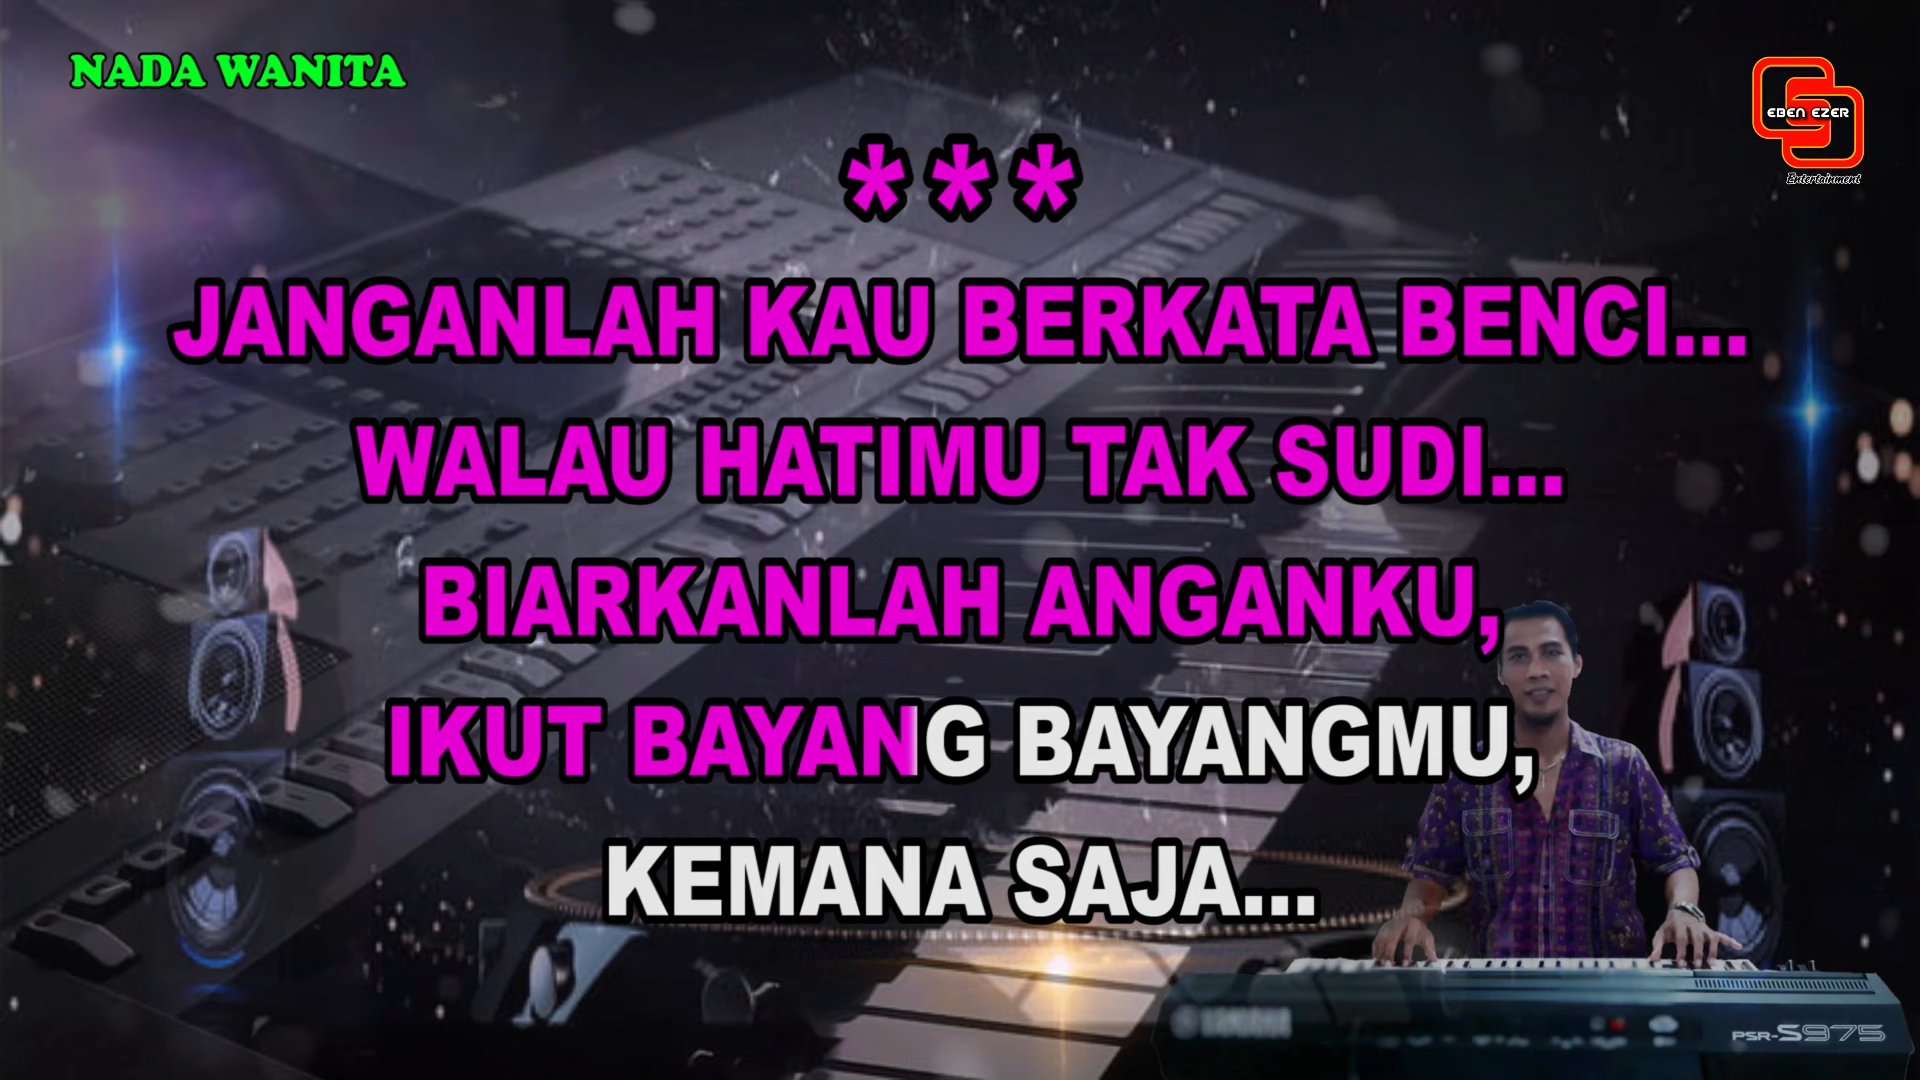 NADA WANITA
EBEN EZER
Entertainment
***
JANGANLAH KAU BERKATA BENCI...
WALAU HATIMU TAK SUDI...
BIARKANLAH ANGANKU,
IKUT BAYANG BAYANGMU,
KEMANA SAJA...
PSR-S975